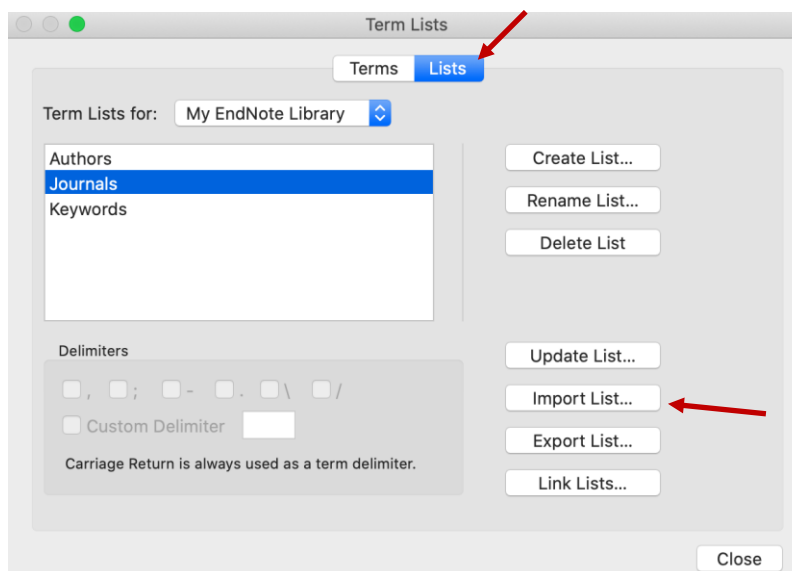 Term Lists
Terms Lists
Term Lists for: My EndNote Library
Authors
Journals
Keywords
Create List...
Rename List...
Delete List
Delimiters
, ; - . \ /
Custom Delimiter
Carriage Return is always used as a term delimiter.
Update List...
Import List...
Export List...
Link Lists...
Close